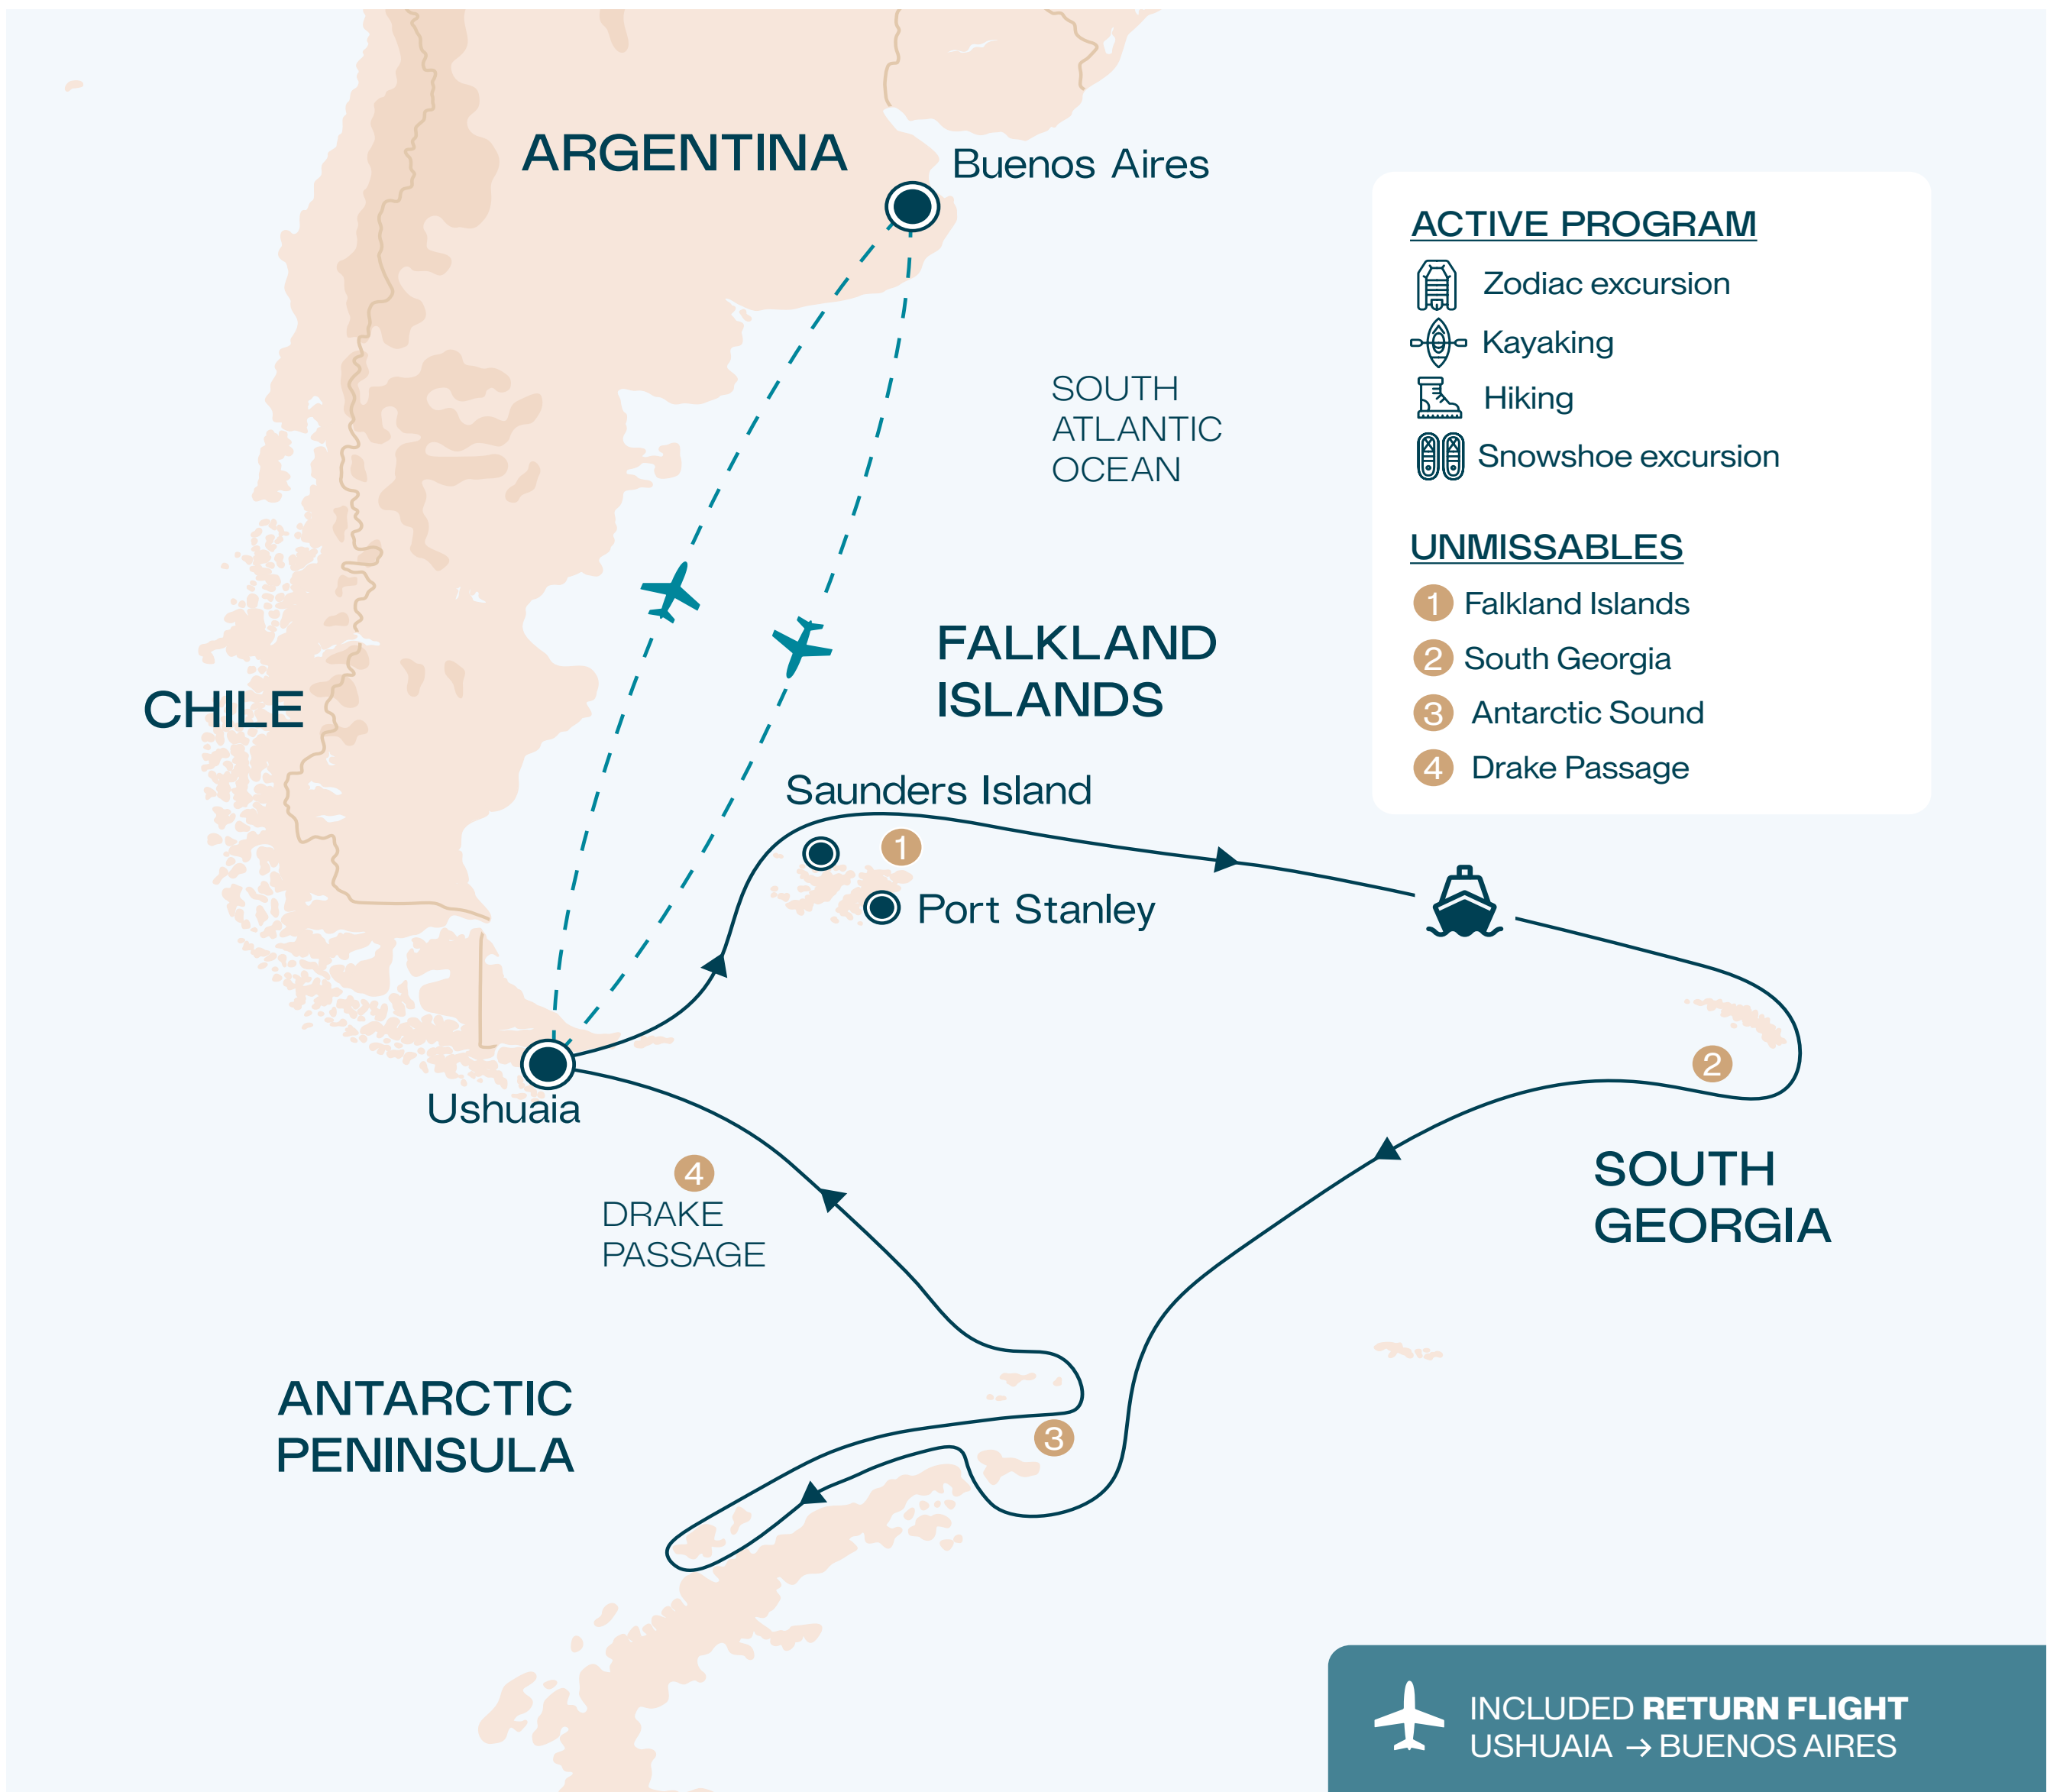 ARGENTINA
Buenos Aires
ACTIVE PROGRAM
Zodiac excursion
Kayaking
Hiking
Snowshoe excursion
UNMISSABLES
1 Falkland Islands
2 South Georgia
3 Antarctic Sound
4 Drake Passage
SOUTH
ATLANTIC
OCEAN
FALKLAND
ISLANDS
CHILE
Saunders Island
1
Port Stanley
2
Ushuaia
4
DRAKE
PASSAGE
SOUTH
GEORGIA
ANTARCTIC
PENINSULA
3
INCLUDED RETURN FLIGHT
USHUAIA → BUENOS AIRES